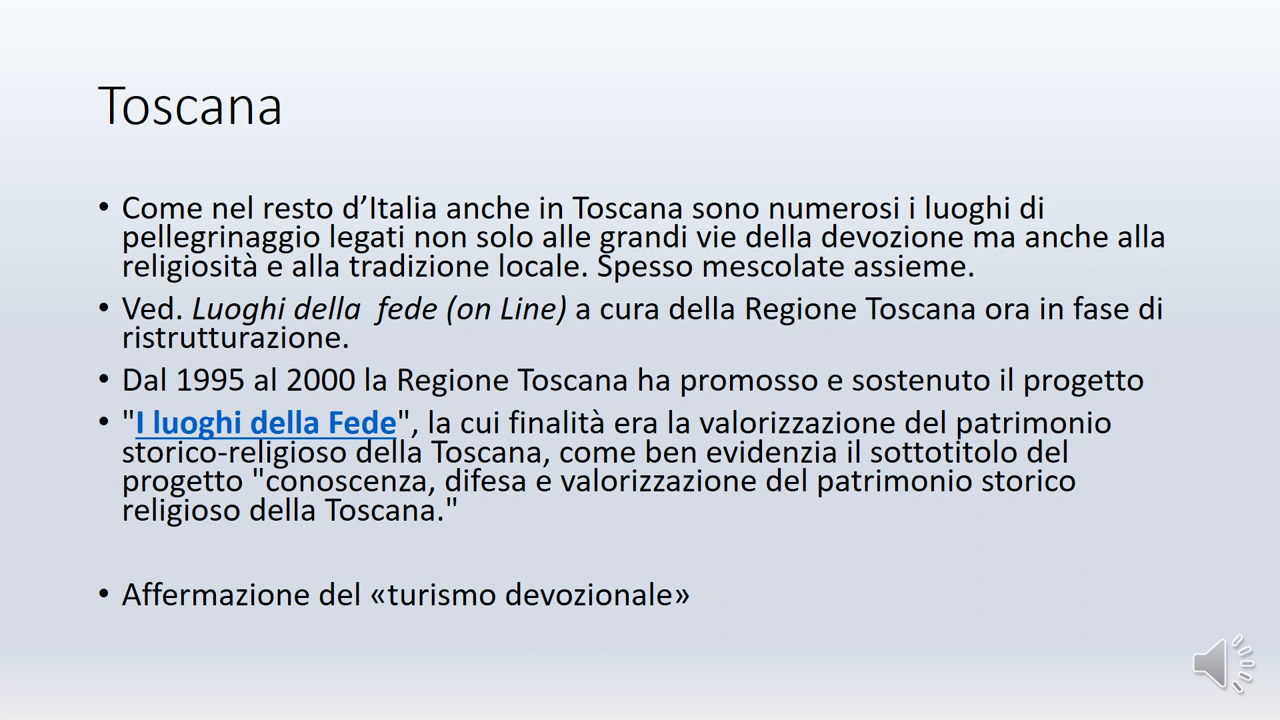 Toscana
• Come nel resto d’Italia anche in Toscana sono numerosi i luoghi di
pellegrinaggio legati non solo alle grandi vie della devozione ma anche alla
religiosità e alla tradizione locale. Spesso mescolate assieme.
• Ved. Luoghi della  fede (on Line) a cura della Regione Toscana ora in fase di
ristrutturazione.
• Dal 1995 al 2000 la Regione Toscana ha promosso e sostenuto il progetto
• "I luoghi della Fede", la cui finalità era la valorizzazione del patrimonio
storico-religioso della Toscana, come ben evidenzia il sottotitolo del
progetto "conoscenza, difesa e valorizzazione del patrimonio storico
religioso della Toscana."
• Affermazione del «turismo devozionale»